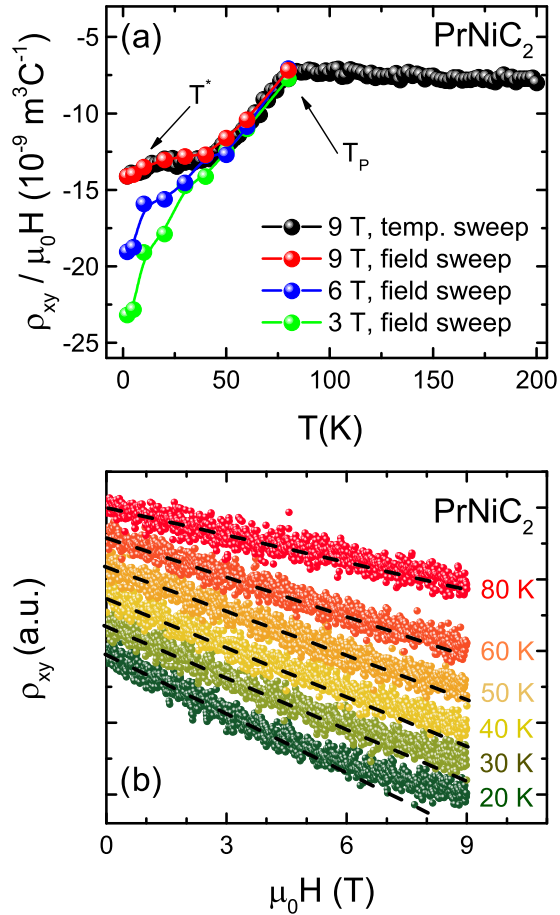 (a) PrNiC₂
-5
-10
-15
-20
-25
ρxy / μ₀H (10⁻⁹ m³C⁻¹)
T*
T_P
9 T, temp. sweep
9 T, field sweep
6 T, field sweep
3 T, field sweep
0 50 100 150 200
T(K)
PrNiC₂
ρxy (a.u.)
80 K
60 K
50 K
40 K
30 K
20 K
(b)
0 3 6 9
μ₀H (T)